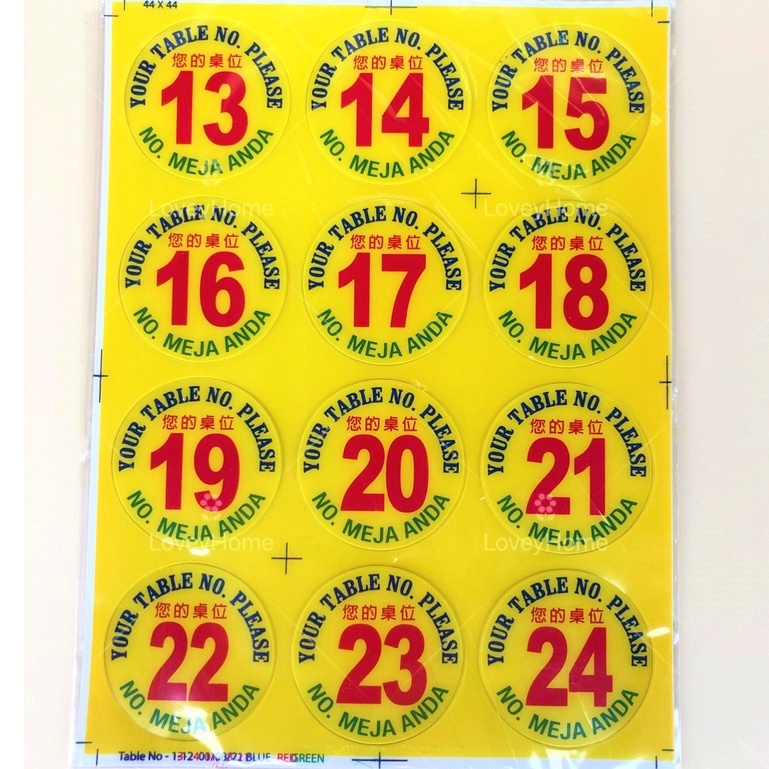 44 X 44
YOUR TABLE NO. PLEASE
您的桌位
13
NO. MEJA ANDA
YOUR TABLE NO. PLEASE
您的桌位
14
NO. MEJA ANDA
YOUR TABLE NO. PLEASE
您的桌位
15
NO. MEJA ANDA
LoveyHome
LoveyHome
YOUR TABLE NO. PLEASE
您的桌位
16
NO. MEJA ANDA
YOUR TABLE NO. PLEASE
您的桌位
17
NO. MEJA ANDA
YOUR TABLE NO. PLEASE
您的桌位
18
NO. MEJA ANDA
YOUR TABLE NO. PLEASE
您的桌位
19
NO. MEJA ANDA
YOUR TABLE NO. PLEASE
您的桌位
20
NO. MEJA ANDA
YOUR TABLE NO. PLEASE
您的桌位
21
NO. MEJA ANDA
LoveyHome
LoveyHome
YOUR TABLE NO. PLEASE
您的桌位
22
NO. MEJA ANDA
YOUR TABLE NO. PLEASE
您的桌位
23
NO. MEJA ANDA
YOUR TABLE NO. PLEASE
您的桌位
24
NO. MEJA ANDA
Table No - BLUE GREEN